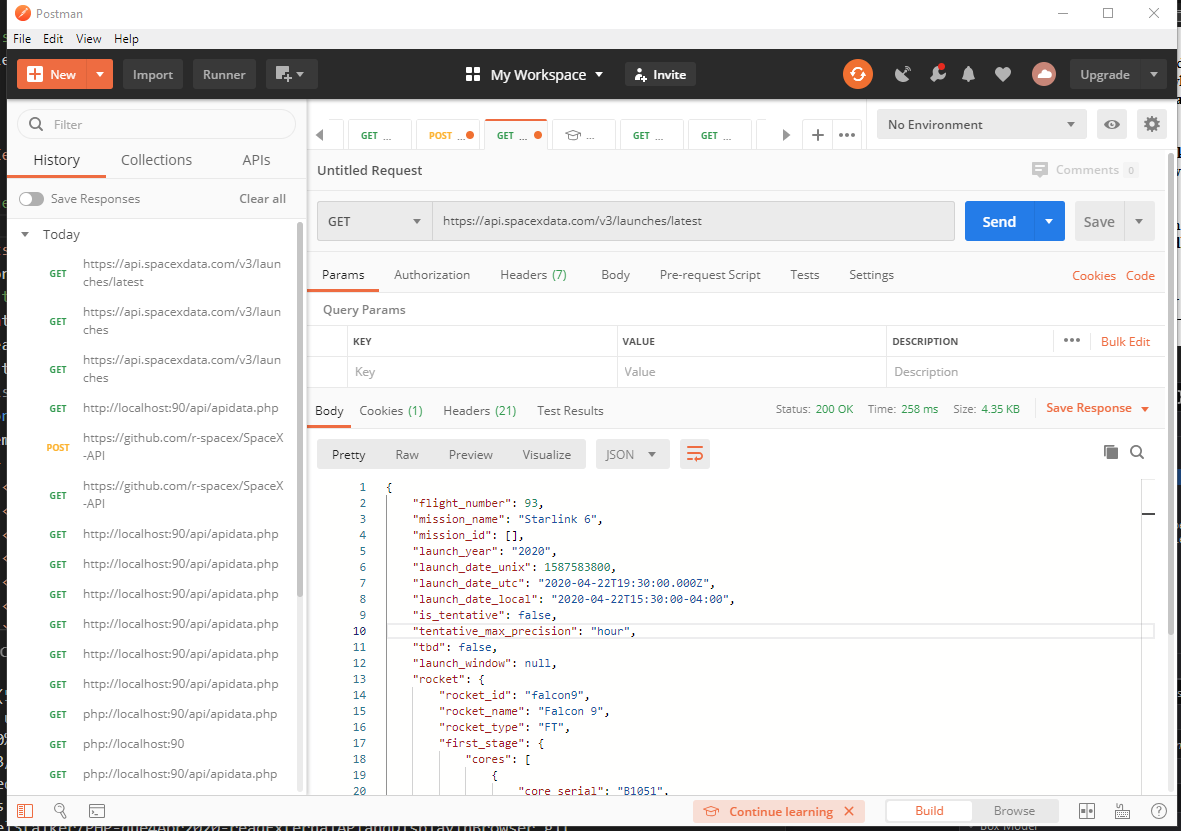 Postman
File Edit View Help
New Import Runner My Workspace Invite Upgrade
Filter
History Collections APIs
Save Responses Clear all
Today
GET https://api.spacexdata.com/v3/laun
ches/latest
GET https://api.spacexdata.com/v3/laun
ches
GET https://api.spacexdata.com/v3/laun
ches
GET http://localhost:90/api/apidata.php
POST https://github.com/r-spacex/SpaceX
-API
GET https://github.com/r-spacex/SpaceX
-API
GET http://localhost:90/api/apidata.php
GET http://localhost:90/api/apidata.php
GET http://localhost:90/api/apidata.php
GET http://localhost:90/api/apidata.php
GET http://localhost:90/api/apidata.php
GET http://localhost:90/api/apidata.php
GET php://localhost:90/api/apidata.php
GET php://localhost:90
GET php://localhost:90/api/apidata.php
GET ... POST ... GET ... ... GET ... GET ... No Environment
Untitled Request Comments 0
GET https://api.spacexdata.com/v3/launches/latest Send Save
Params Authorization Headers (7) Body Pre-request Script Tests Settings Cookies Code
Query Params
KEY VALUE DESCRIPTION ••• Bulk Edit
Key Value Description
Body Cookies (1) Headers (21) Test Results Status: 200 OK Time: 258 ms Size: 4.35 KB Save Response
Pretty Raw Preview Visualize JSON
1 {
2 "flight_number": 93,
3 "mission_name": "Starlink 6",
4 "mission_id": [],
5 "launch_year": "2020",
6 "launch_date_unix": 1587583800,
7 "launch_date_utc": "2020-04-22T19:30:00.000Z",
8 "launch_date_local": "2020-04-22T15:30:00-04:00",
9 "is_tentative": false,
10 "tentative_max_precision": "hour",
11 "tbd": false,
12 "launch_window": null,
13 "rocket": {
14 "rocket_id": "falcon9",
15 "rocket_name": "Falcon 9",
16 "rocket_type": "FT",
17 "first_stage": {
18 "cores": [
19 {
20 "core_serial": "B1051",
Continue learning Build Browse